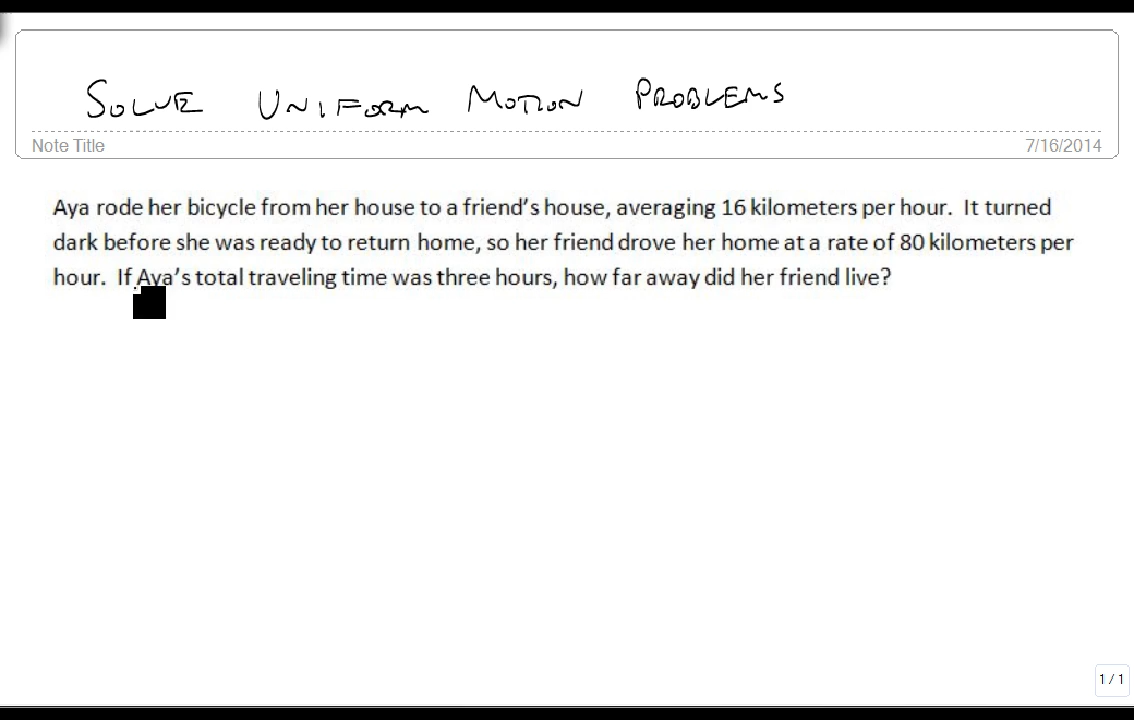 SOLVE UNIFORM MOTION PROBLEMS
Note Title
7/16/2014
Aya rode her bicycle from her house to a friend's house, averaging 16 kilometers per hour. It turned
dark before she was ready to return home, so her friend drove her home at a rate of 80 kilometers per
hour. If Aya's total traveling time was three hours, how far away did her friend live?
1 / 1